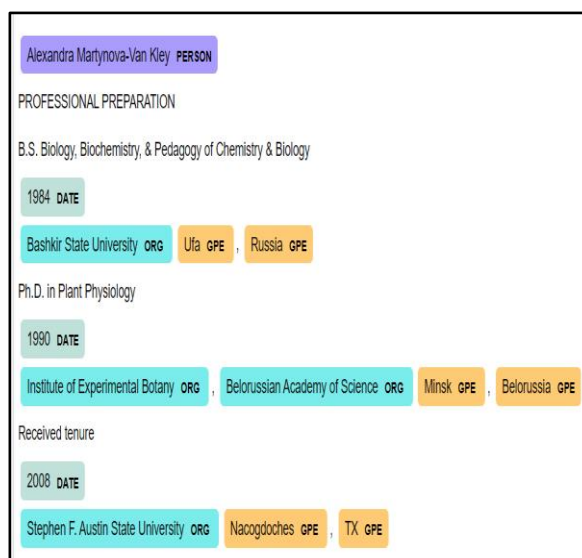 Alexandra Martynova-Van Kley PERSON
PROFESSIONAL PREPARATION
B.S. Biology, Biochemistry, & Pedagogy of Chemistry & Biology
1984 DATE
Bashkir State University ORG Ufa GPE , Russia GPE
Ph.D. in Plant Physiology
1990 DATE
Institute of Experimental Botany ORG , Belorussian Academy of Science ORG Minsk GPE , Belorussia GPE
Received tenure
2008 DATE
Stephen F. Austin State University ORG Nacogdoches GPE , TX GPE